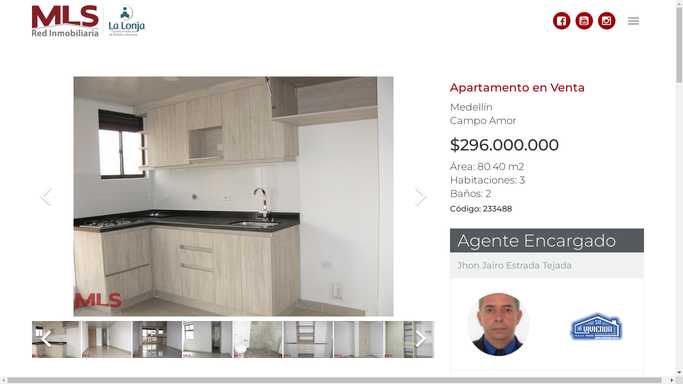 MLS
Red Inmobiliaria
La Lonja
Apartamento en Venta
Medellín
Campo Amor
$296.000.000
Área: 80.40 m2
Habitaciones: 3
Baños: 2
Código: 233488
Agente Encargado
Jhon Jairo Estrada Tejada
MLS
VIVIENDA